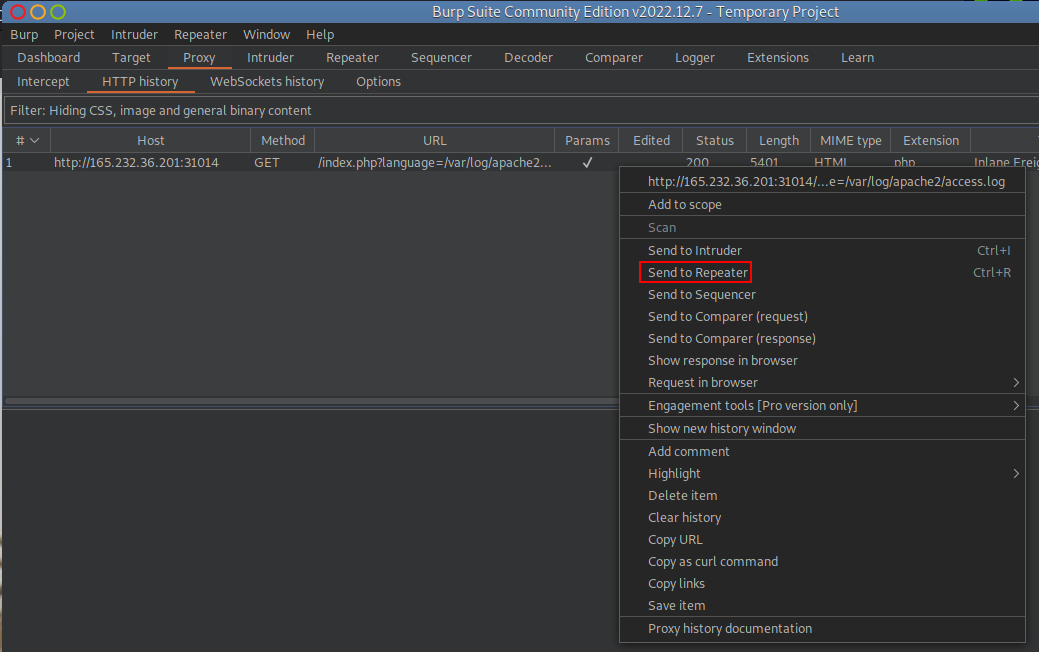 Burp Suite Community Edition v2022.12.7 - Temporary Project
Burp Project Intruder Repeater Window Help
Dashboard Target Proxy Intruder Repeater Sequencer Decoder Comparer Logger Extensions Learn
Intercept HTTP history WebSockets history Options
Filter: Hiding CSS, image and general binary content
# Host Method URL Params Edited Status Length MIME type Extension
1 http://165.232.36.201:31014 GET /index.php?language=/var/log/apache2... ✓ 200 5401 HTML php Inlane Freig
http://165.232.36.201:31014/...e=/var/log/apache2/access.log
Add to scope
Scan
Send to Intruder Ctrl+I
Send to Repeater Ctrl+R
Send to Sequencer
Send to Comparer (request)
Send to Comparer (response)
Show response in browser
Request in browser
Engagement tools [Pro version only]
Show new history window
Add comment
Highlight
Delete item
Clear history
Copy URL
Copy as curl command
Copy links
Save item
Proxy history documentation